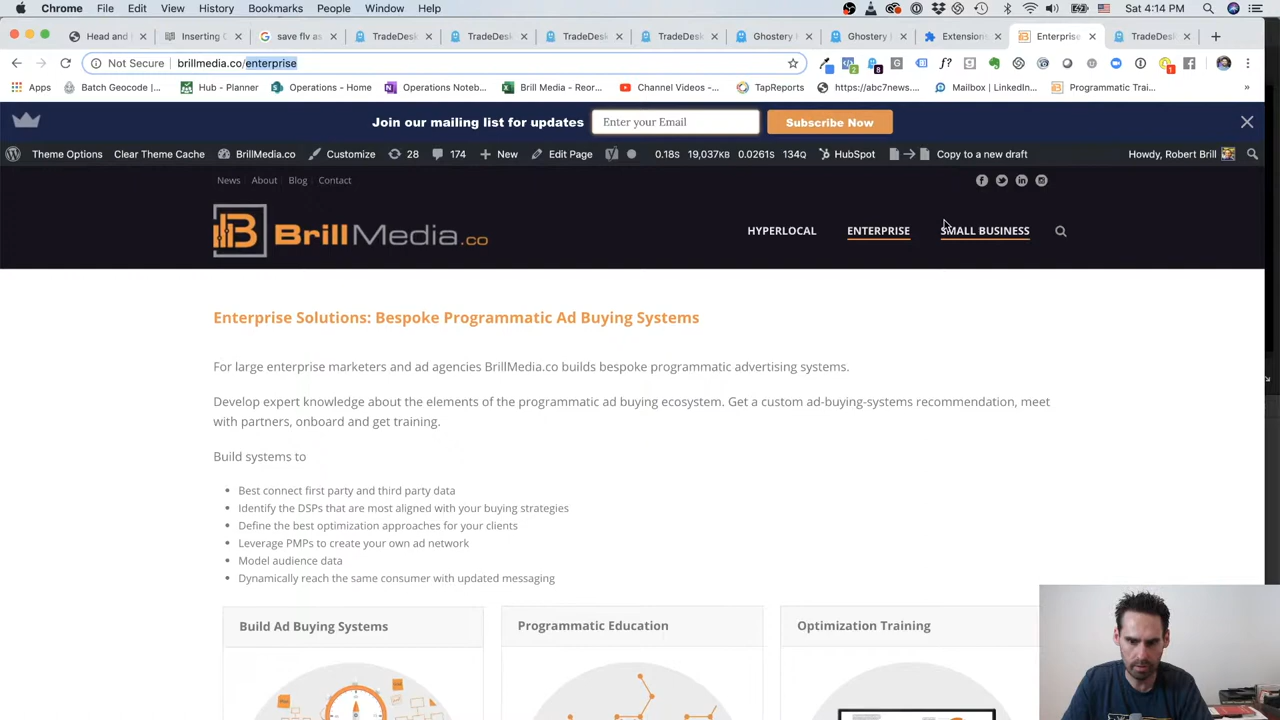 Chrome File Edit View History Bookmarks People Window Help Sat 4:14 PM
Head and Inserting C save flv as TradeDesk TradeDesk TradeDesk TradeDesk Ghostery Ghostery Extension Enterprise TradeDesk
Not Secure brillmedia.co/enterprise
Apps Batch Geocode |... Hub - Planner Operations - Home Operations Noteb... Brill Media - Reor... Channel Videos -... TapReports https://abc7news.... Mailbox | LinkedIn... Programmatic Trai... »
Join our mailing list for updates Enter your Email Subscribe Now
Theme Options Clear Theme Cache BrillMedia.co Customize 28 174 New Edit Page 0.18S 19,037KB 0.0261S 134Q HubSpot Copy to a new draft Howdy, Robert Brill
News About Blog Contact
BrillMedia.co
HYPERLOCAL ENTERPRISE SMALL BUSINESS
Enterprise Solutions: Bespoke Programmatic Ad Buying Systems
For large enterprise marketers and ad agencies BrillMedia.co builds bespoke programmatic advertising systems.
Develop expert knowledge about the elements of the programmatic ad buying ecosystem. Get a custom ad-buying-systems recommendation, meet
with partners, onboard and get training.
Build systems to
Best connect first party and third party data
Identify the DSPs that are most aligned with your buying strategies
Define the best optimization approaches for your clients
Leverage PMPs to create your own ad network
Model audience data
Dynamically reach the same consumer with updated messaging
Build Ad Buying Systems Programmatic Education Optimization Training